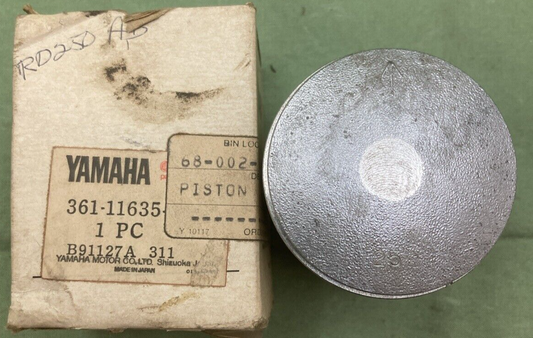 RD250
BIN LOC
68-002-
PISTON
YAMAHA
361-11635-
1 PC
B91127A 311
YAMAHA MOTOR CO., LTD. Shizuoka
MADE IN JAPAN